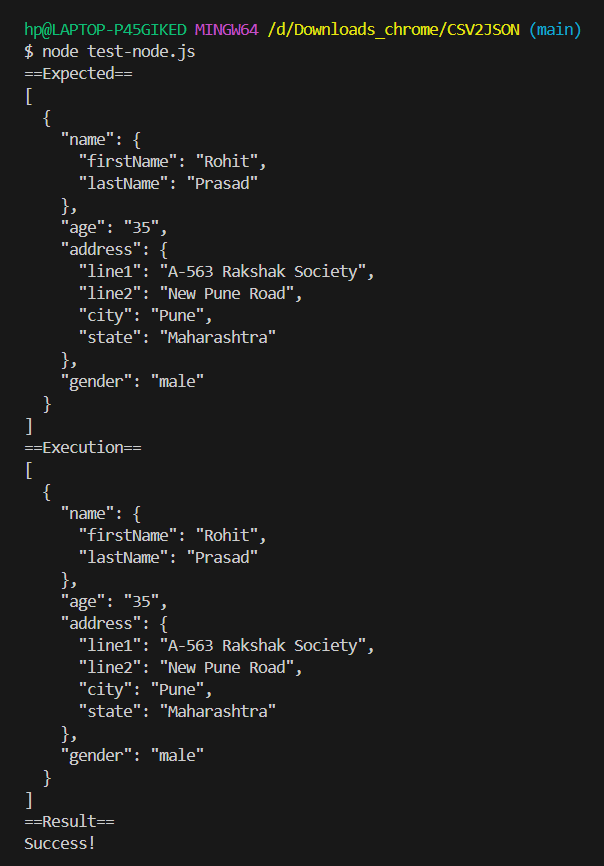 hp@LAPTOP-P45GIKED MINGW64 /d/Downloads_chrome/CSV2JSON (main)
$ node test-node.js
==Expected==
[
  {
    "name": {
      "firstName": "Rohit",
      "lastName": "Prasad"
    },
    "age": "35",
    "address": {
      "line1": "A-563 Rakshak Society",
      "line2": "New Pune Road",
      "city": "Pune",
      "state": "Maharashtra"
    },
    "gender": "male"
  }
]
==Execution==
[
  {
    "name": {
      "firstName": "Rohit",
      "lastName": "Prasad"
    },
    "age": "35",
    "address": {
      "line1": "A-563 Rakshak Society",
      "line2": "New Pune Road",
      "city": "Pune",
      "state": "Maharashtra"
    },
    "gender": "male"
  }
]
==Result==
Success!